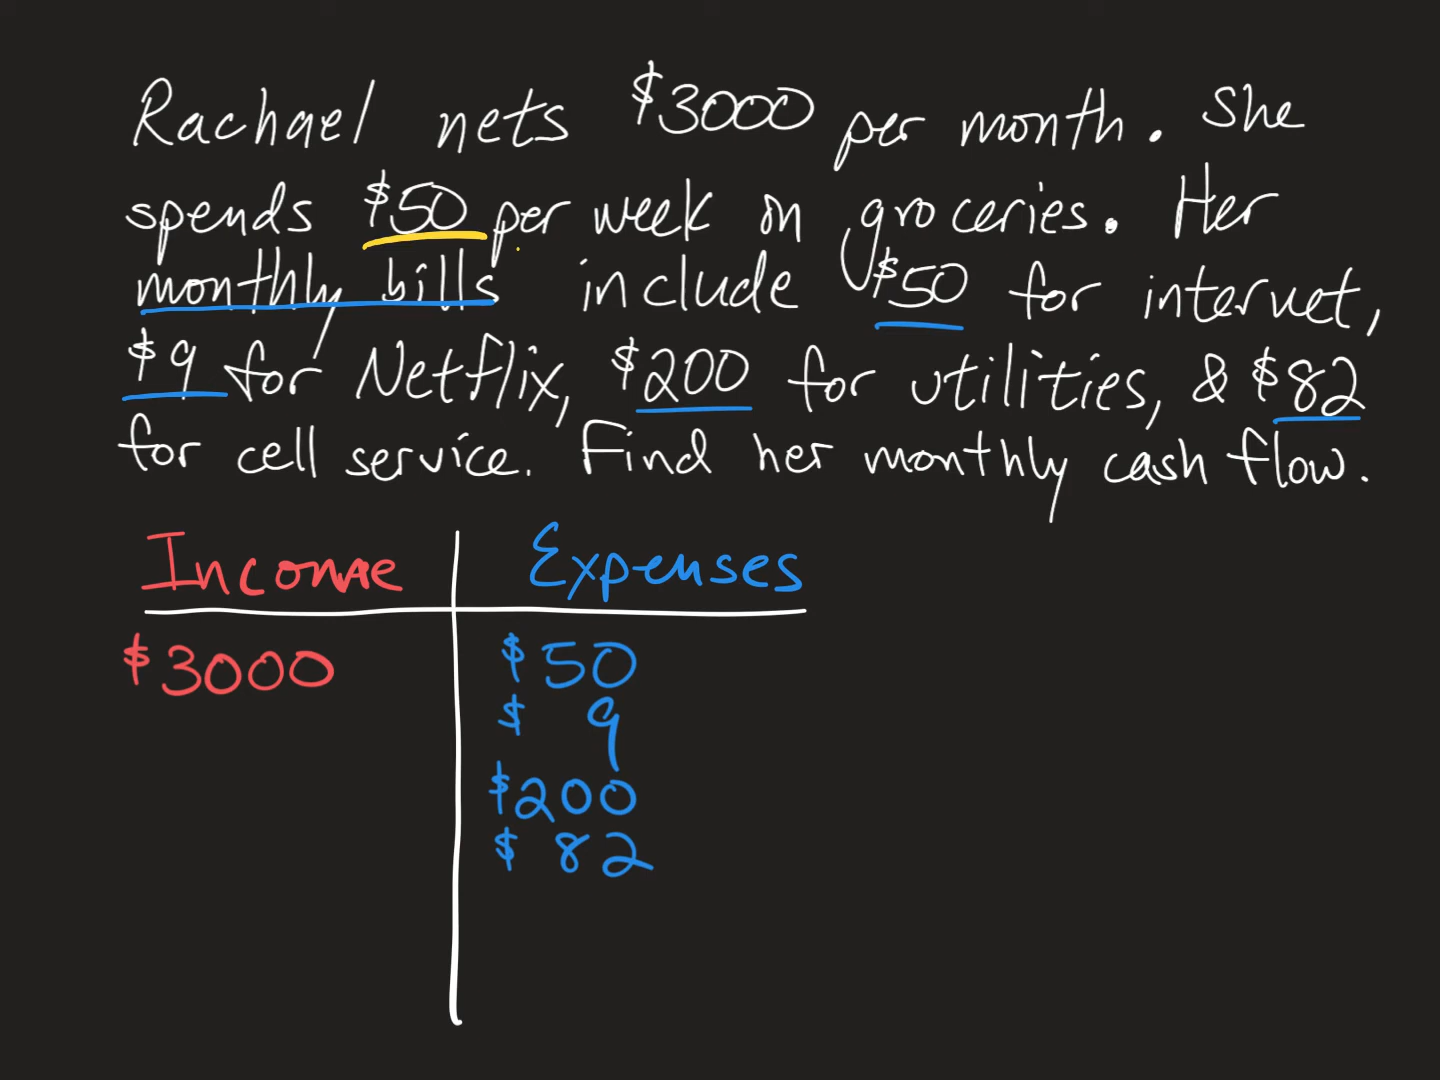 Rachael nets $3000 per month. She
spends $50 per week on groceries. Her
monthly bills include $50 for internet,
$9 for Netflix, $200 for utilities, & $82
for cell service. Find her monthly cash flow.
Income Expenses
$3000 $50
$ 9
$200
$ 82